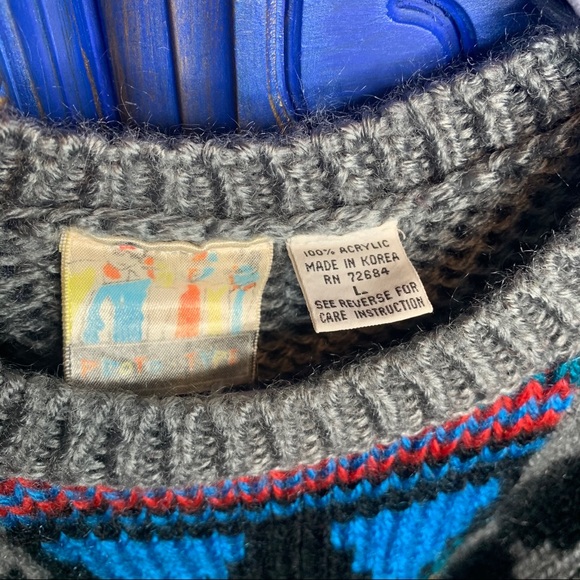 100% ACRYLIC
MADE IN KOREA
RN 72684
L
SEE REVERSE FOR
CARE INSTRUCTION